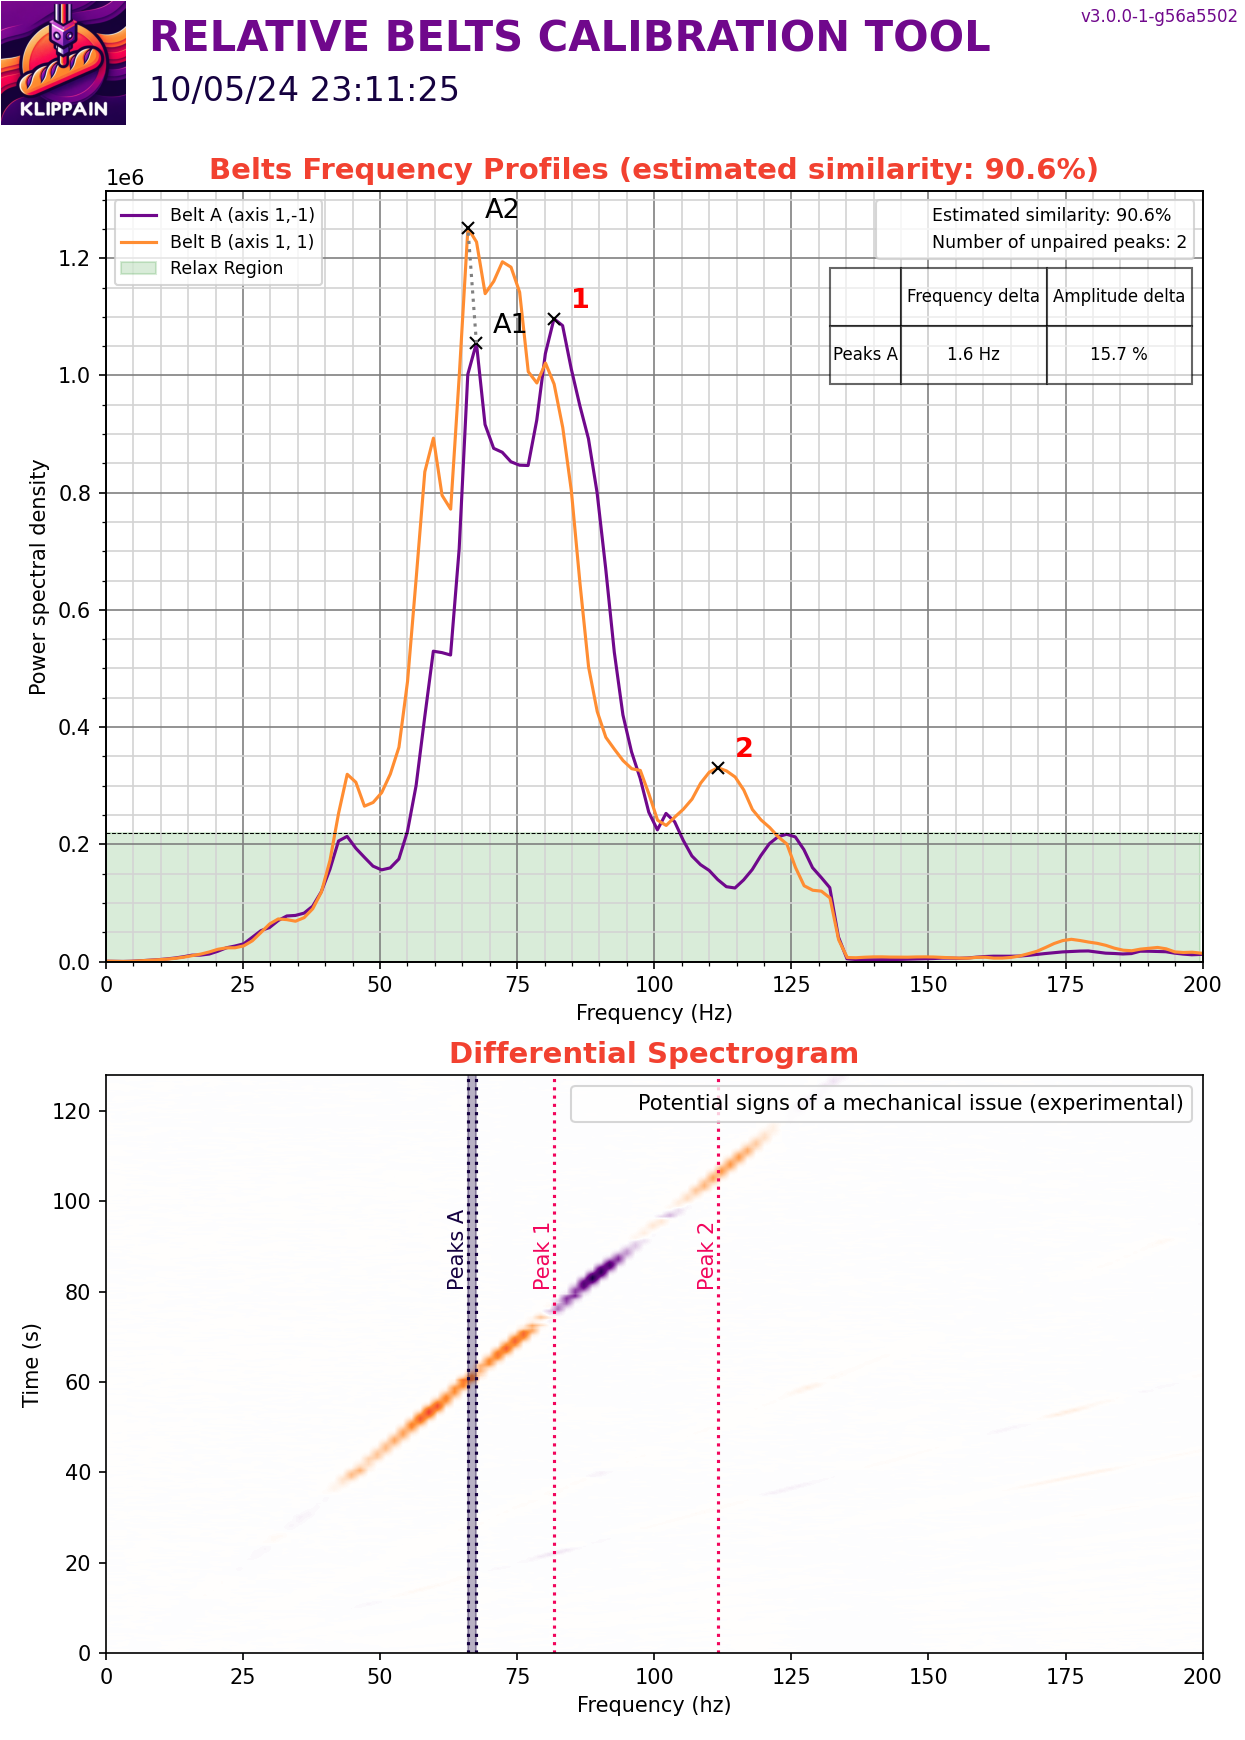 v3.0.0-1-g56a5502
KLIPPAIN
RELATIVE BELTS CALIBRATION TOOL
10/05/24 23:11:25
Belts Frequency Profiles (estimated similarity: 90.6%)
1e6
Belt A (axis 1,-1)
Belt B (axis 1, 1)
Relax Region
Estimated similarity: 90.6%
Number of unpaired peaks: 2
Frequency delta Amplitude delta
Peaks A 1.6 Hz 15.7 %
A2
A1
1
2
Power spectral density
1.2
1.0
0.8
0.6
0.4
0.2
0.0
0 25 50 75 100 125 150 175 200
Frequency (Hz)
Differential Spectrogram
Potential signs of a mechanical issue (experimental)
Peaks A
Peak 1
Peak 2
Time (s)
120
100
80
60
40
20
0
0 25 50 75 100 125 150 175 200
Frequency (hz)